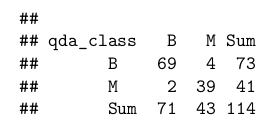 ##
## qda_class B M Sum
## B 69 4 73
## M 2 39 41
## Sum 71 43 114